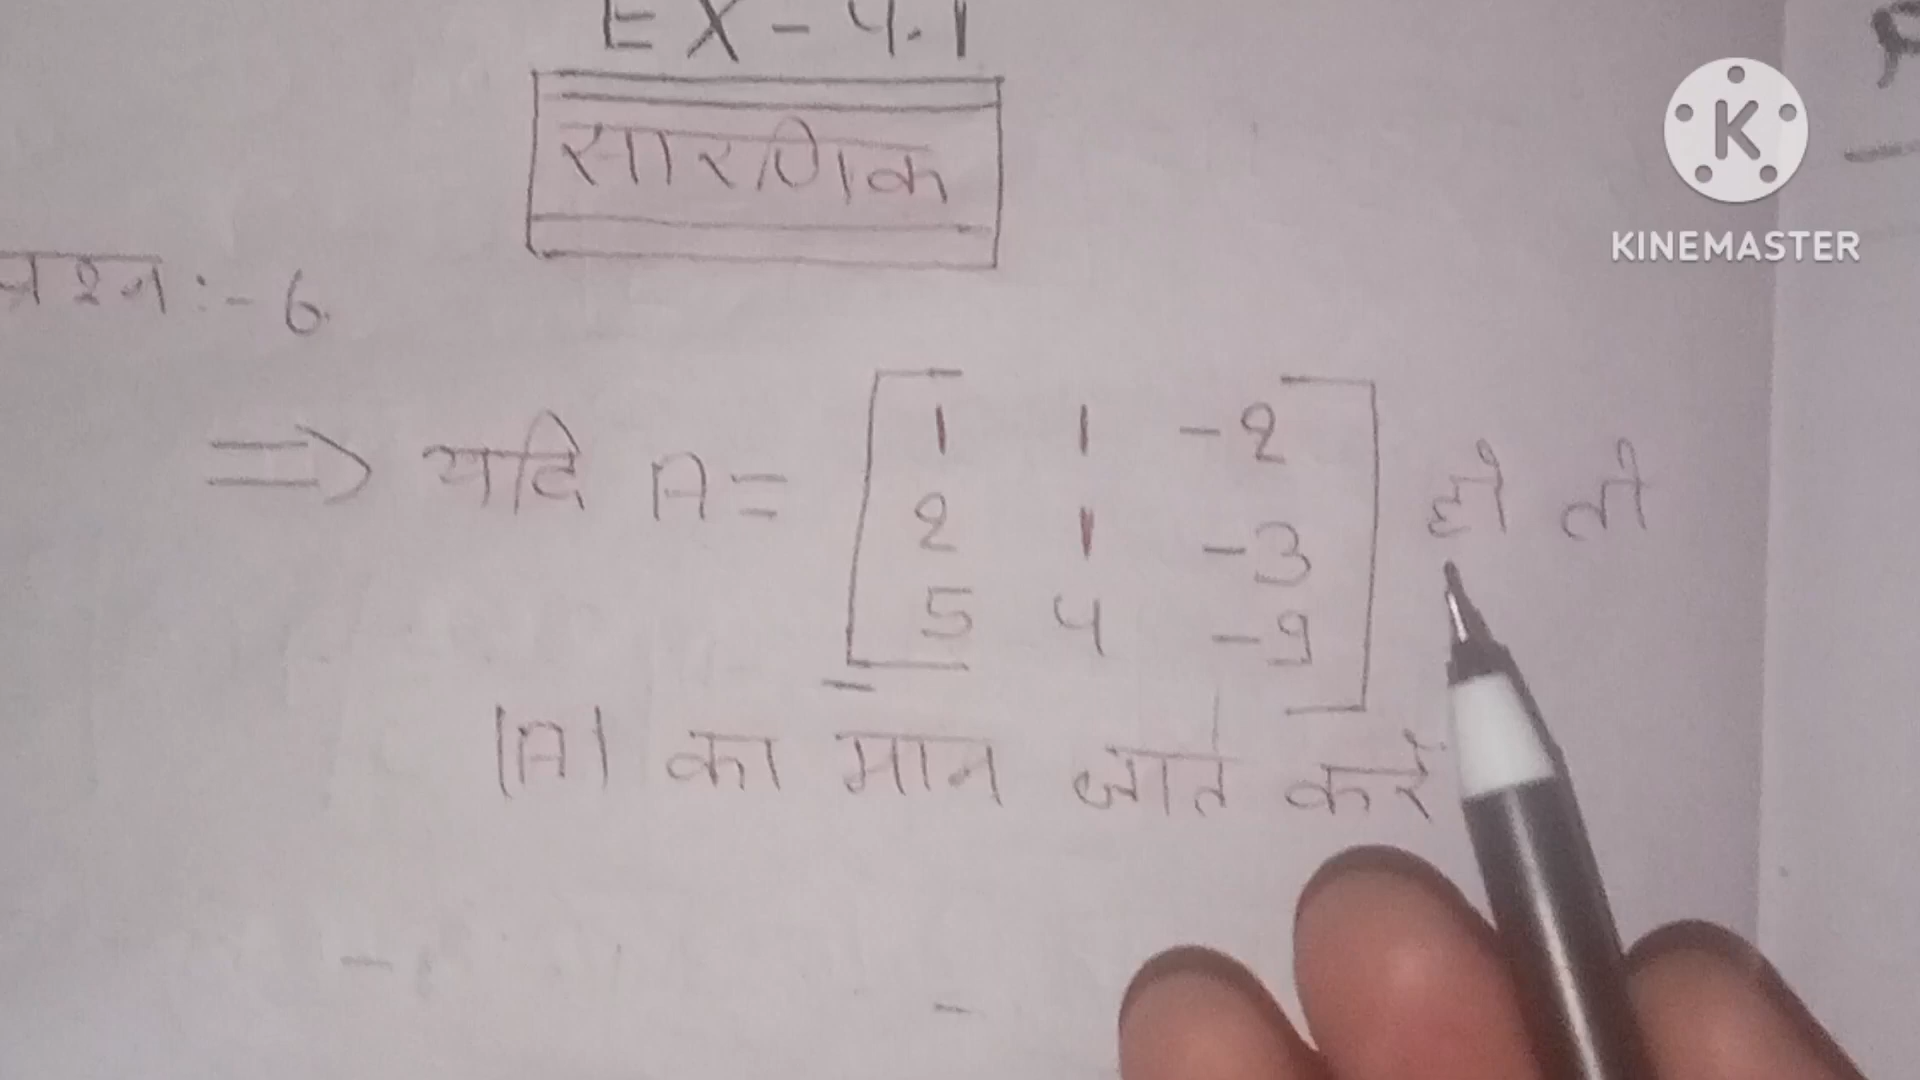 EX-4.1
सारणिक
प्रश्न :- 6.
⇒ यदि A = [1 1 -2
2 1 -3
5 4 -9] हो तो
|A| का मान ज्ञात करें
KINEMASTER